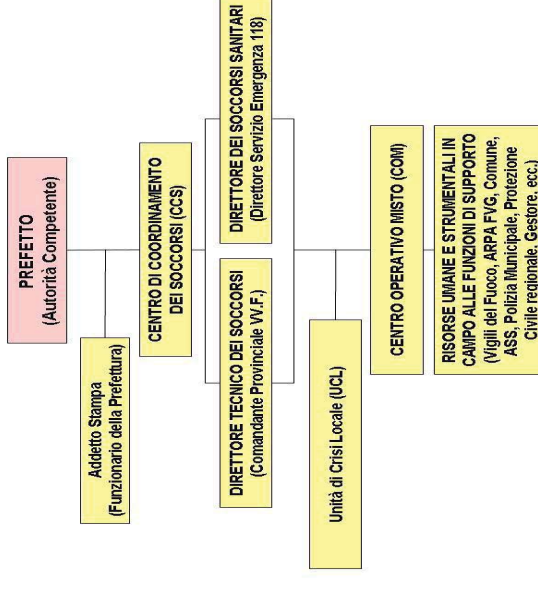 PREFETTO
(Autorità Competente)
Addetto Stampa
(Funzionario della Prefettura)
CENTRO DI COORDINAMENTO
DEI SOCCORSI (CCS)
DIRETTORE TECNICO DEI SOCCORSI
(Comandante Provinciale VV.F.)
DIRETTORE DEI SOCCORSI SANITARI
(Direttore Servizio Emergenza 118)
Unità di Crisi Locale (UCL)
CENTRO OPERATIVO MISTO (COM)
RISORSE UMANE E STRUMENTALI IN
CAMPO ALLE FUNZIONI DI SUPPORTO
(Vigili del Fuoco, ARPA FVG, Comune,
ASS, Polizia Municipale, Protezione
Civile regionale, Gestore, ecc.)